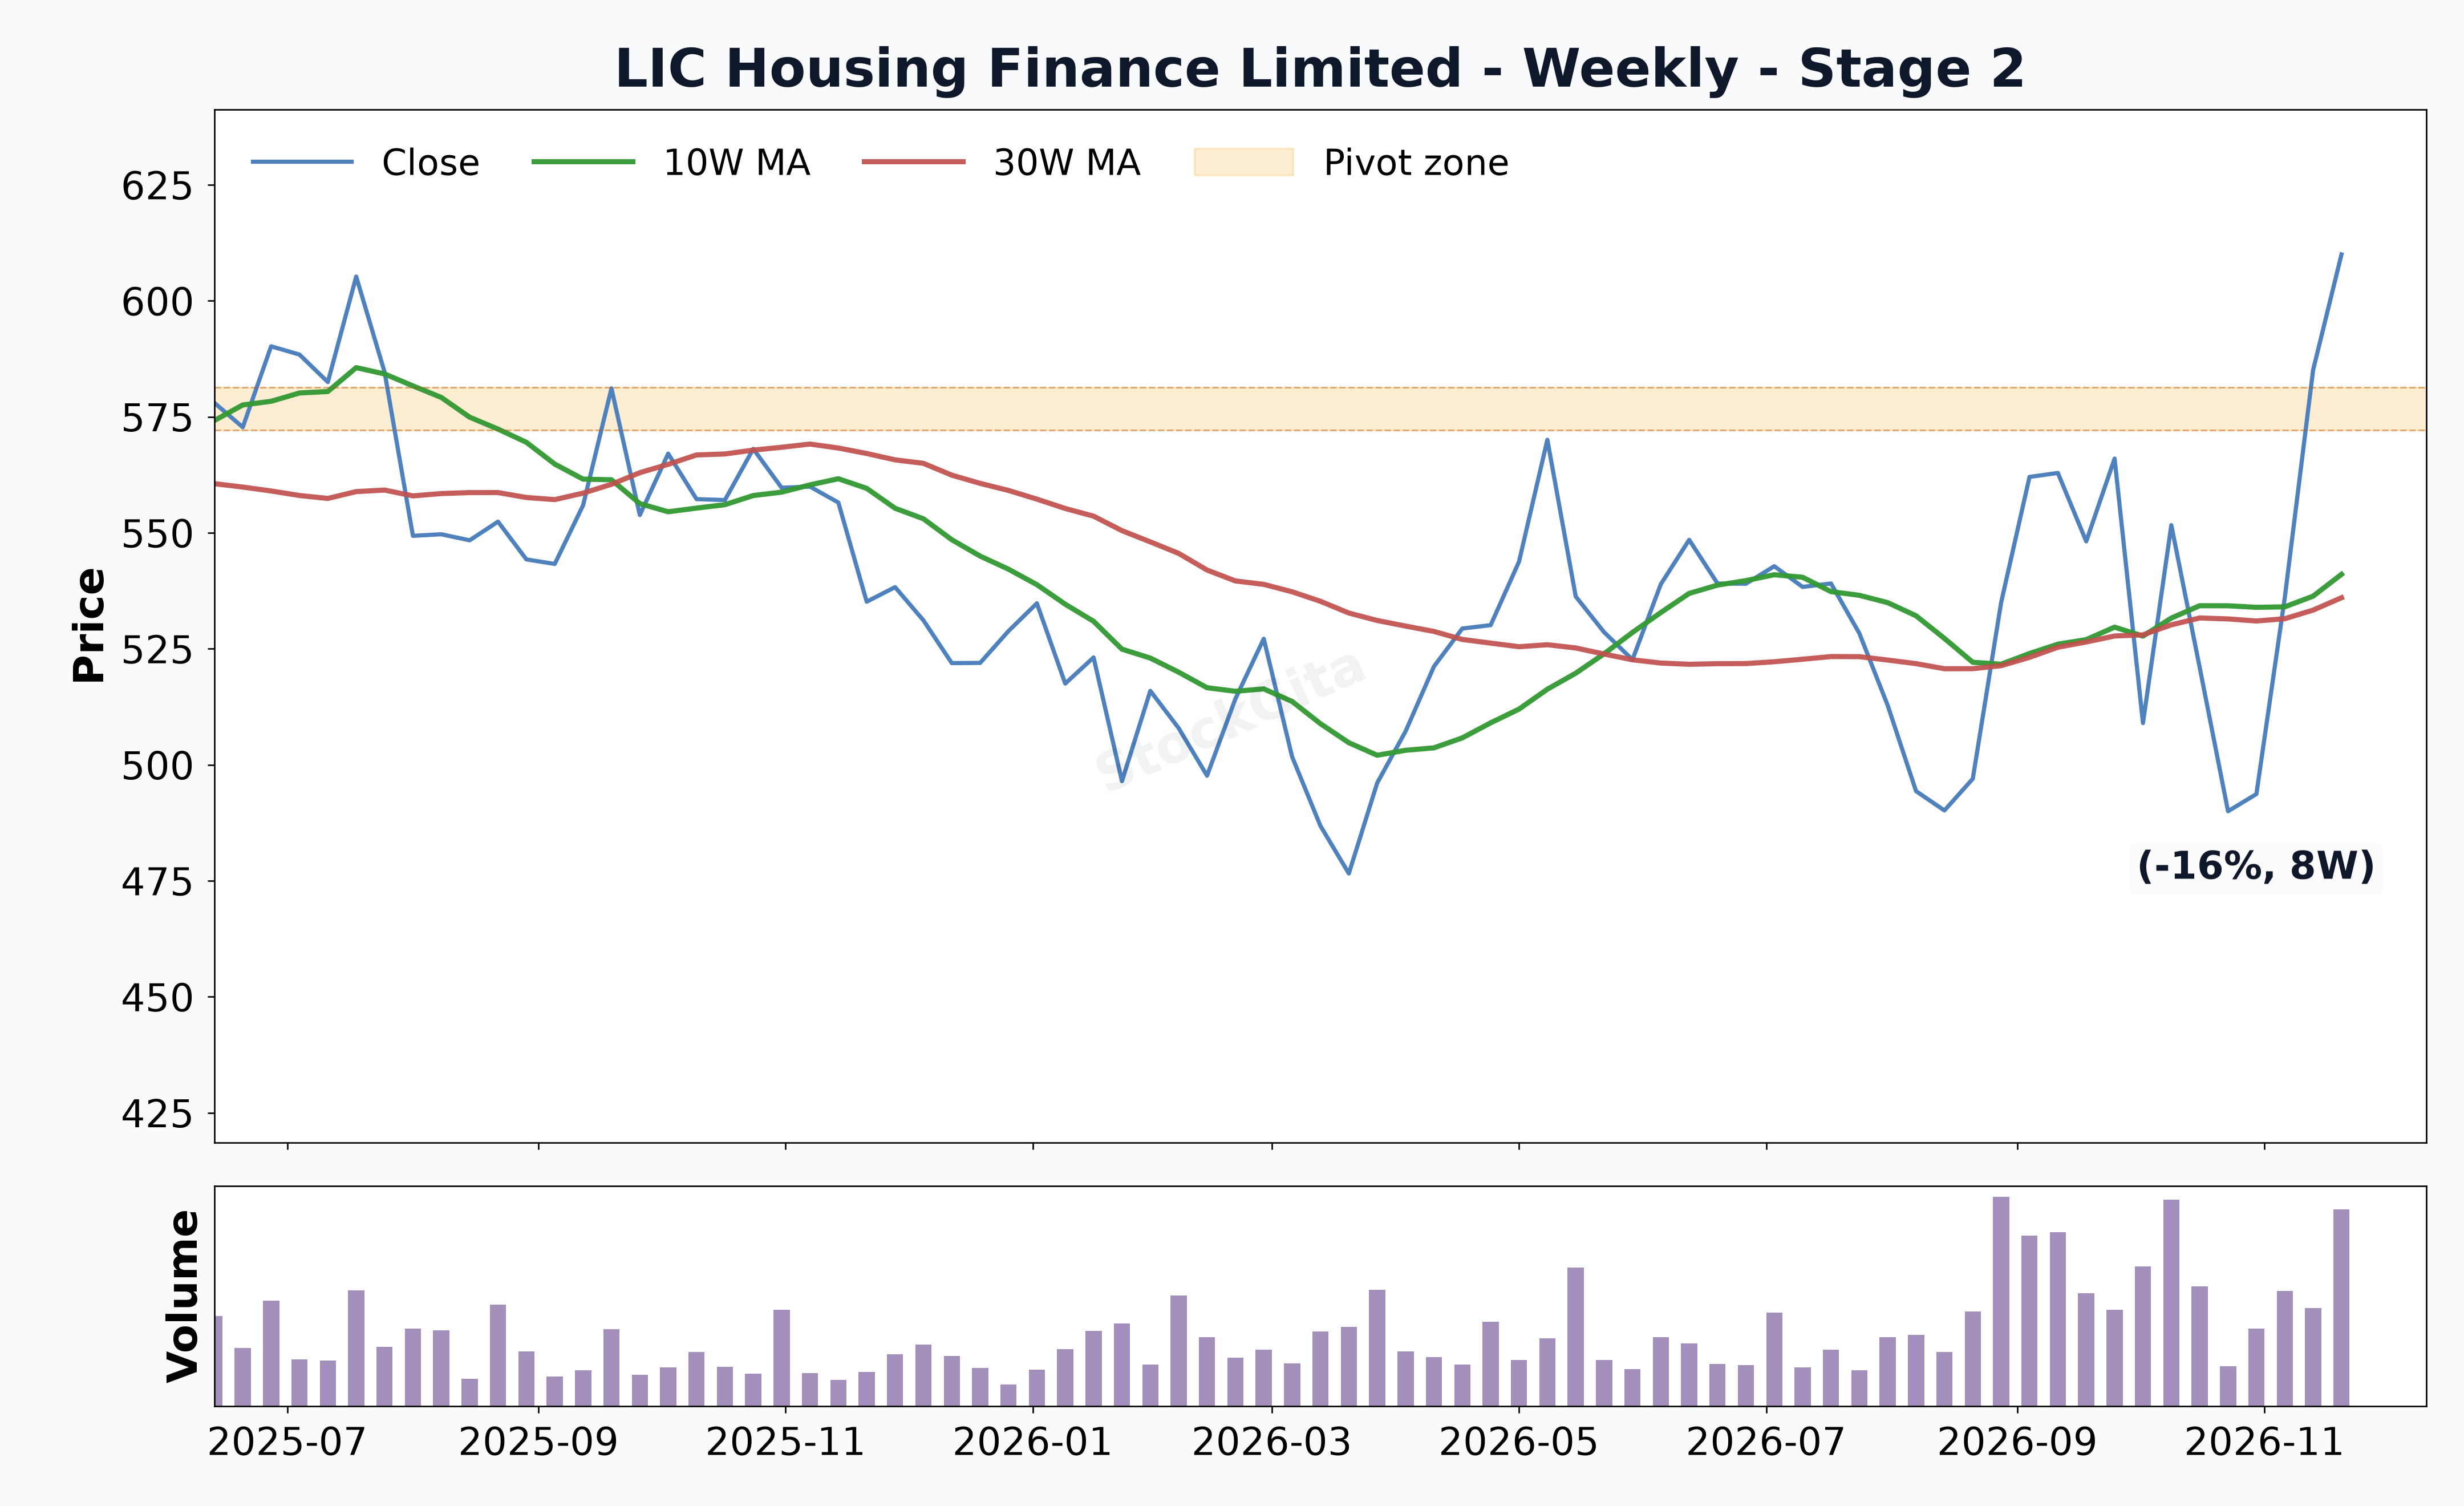 LIC Housing Finance Limited - Weekly - Stage 2
Close 10W MA 30W MA Pivot zone
Price
625
600
575
550
525
500
475
450
425
StockGita
(-16%, 8W)
Volume
2025-07 2025-09 2025-11 2026-01 2026-03 2026-05 2026-07 2026-09 2026-11